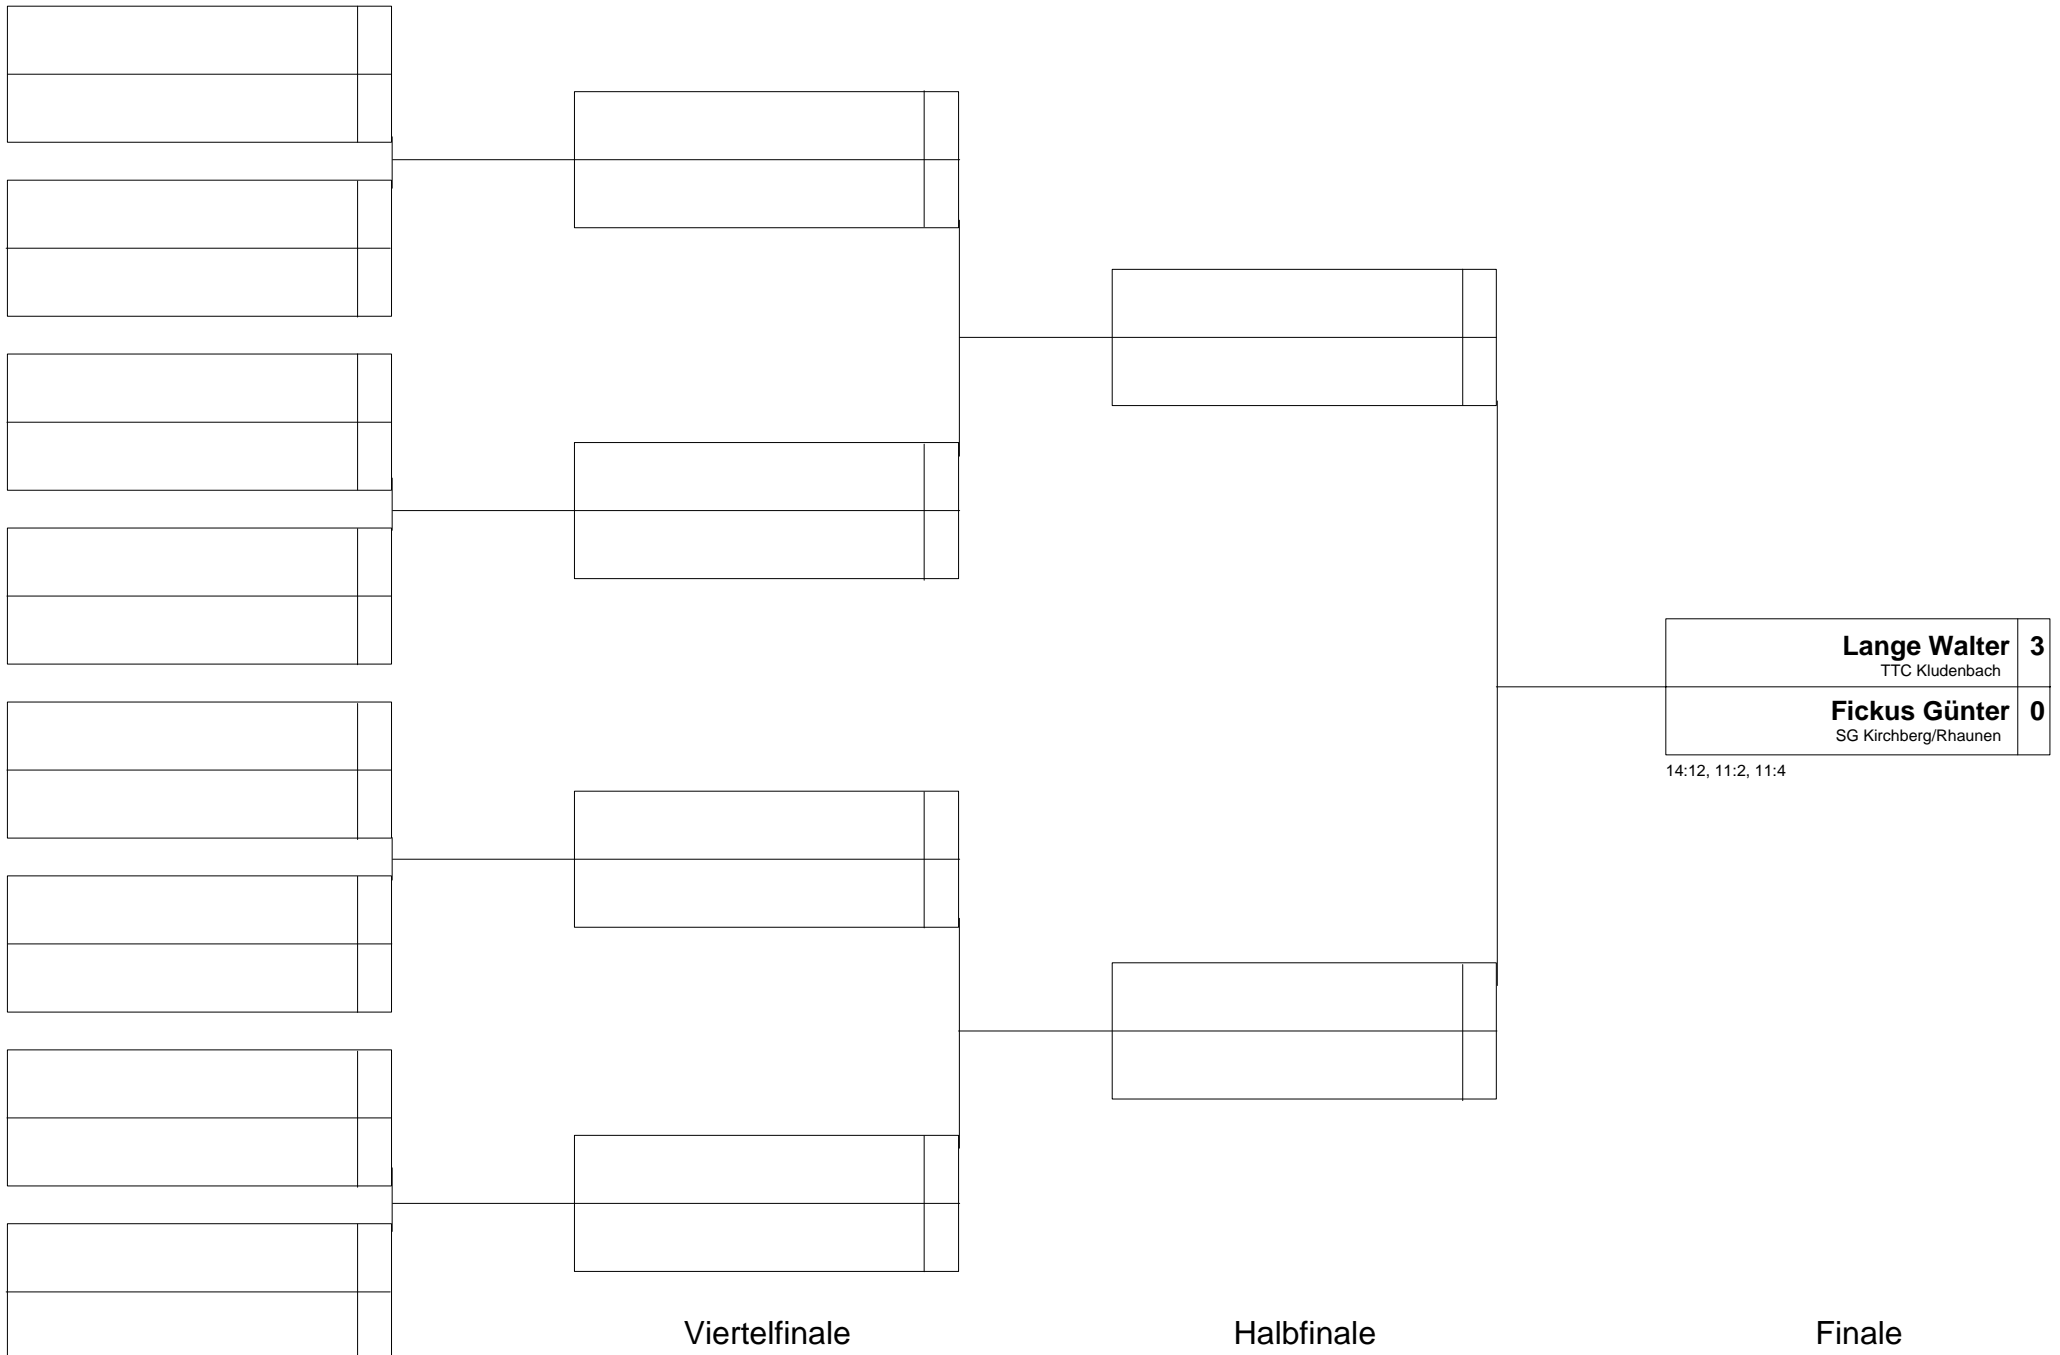 Lange Walter 3
TTC Kludenbach
Fickus Günter 0
SG Kirchberg/Rhaunen
14:12, 11:2, 11:4
Viertelfinale Halbfinale Finale